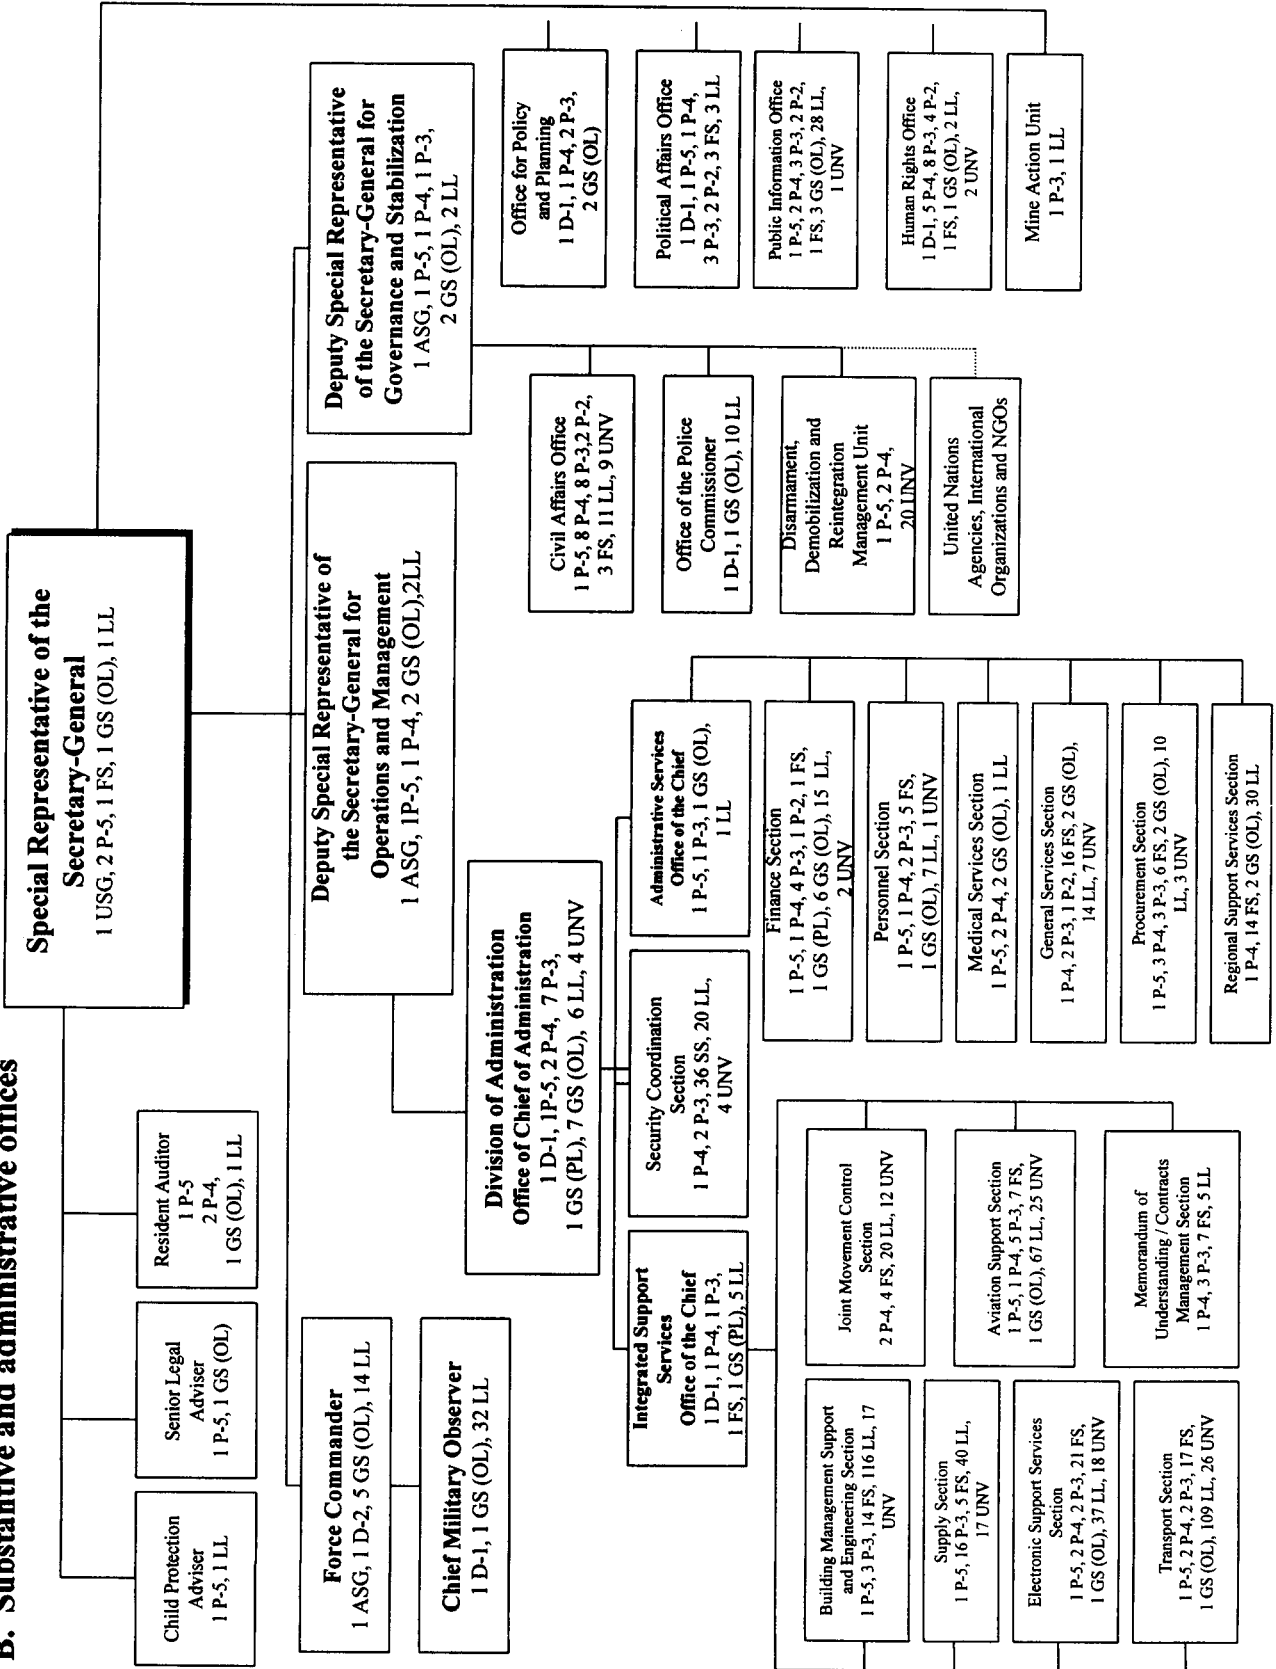 B. Substantive and administrative offices
Special Representative of the
Secretary-General
1 USG, 2 P-5, 1 FS, 1 GS (OL), 1 LL
Child Protection
Adviser
1 P-5, 1 LL
Senior Legal
Adviser
1 P-5, 1 GS (OL)
Resident Auditor
1 P-5
2 P-4,
1 GS (OL), 1 LL
Force Commander
1 ASG, 1 D-2, 5 GS (OL), 14 LL
Chief Military Observer
1 D-1, 1 GS (OL), 32 LL
Deputy Special Representative of
the Secretary-General for
Operations and Management
1 ASG, 1P-5, 1 P-4, 2 GS (OL),2LL
Deputy Special Representative
of the Secretary-General for
Governance and Stabilization
1 ASG, 1 P-5, 1 P-4, 1 P-3,
2 GS (OL), 2 LL
Division of Administration
Office of Chief of Administration
1 D-1, 1P-5, 2 P-4, 7 P-3,
1 GS (PL), 7 GS (OL), 6 LL, 4 UNV
Integrated Support
Services
Office of the Chief
1 D-1, 1 P-4, 1 P-3,
1 FS, 1 GS (PL), 5 LL
Security Coordination
Section
1 P-4, 2 P-3, 36 SS, 20 LL,
4 UNV
Administrative Services
Office of the Chief
1 P-5, 1 P-3, 1 GS (OL),
1 LL
Building Management Support
and Engineering Section
1 P-5, 3 P-3, 14 FS, 116 LL, 17
UNV
Supply Section
1 P-5, 16 P-3, 5 FS, 40 LL,
17 UNV
Electronic Support Services
Section
1 P-5, 2 P-4, 2 P-3, 21 FS,
1 GS (OL), 37 LL, 18 UNV
Transport Section
1 P-5, 2 P-4, 2 P-3, 17 FS,
1 GS (OL), 109 LL, 26 UNV
Joint Movement Control
Section
2 P-4, 4 FS, 20 LL, 12 UNV
Aviation Support Section
1 P-5, 1 P-4, 5 P-3, 7 FS,
1 GS (OL), 67 LL, 25 UNV
Memorandum of
Understanding / Contracts
Management Section
1 P-4, 3 P-3, 7 FS, 5 LL
Finance Section
1 P-5, 1 P-4, 4 P-3, 1 P-2, 1 FS,
1 GS (PL), 6 GS (OL), 15 LL,
2 UNV
Personnel Section
1 P-5, 1 P-4, 2 P-3, 5 FS,
1 GS (OL), 7 LL, 1 UNV
Medical Services Section
1 P-5, 2 P-4, 2 GS (OL), 1 LL
General Services Section
1 P-4, 2 P-3, 1 P-2, 16 FS, 2 GS (OL),
14 LL, 7 UNV
Procurement Section
1 P-5, 3 P-4, 3 P-3, 6 FS, 2 GS (OL), 10
LL, 3 UNV
Regional Support Services Section
1 P-4, 14 FS, 2 GS (OL), 30 LL
Civil Affairs Office
1 P-5, 8 P-4, 8 P-3,2 P-2,
3 FS, 11 LL, 9 UNV
Office of the Police
Commissioner
1 D-1, 1 GS (OL), 10 LL
Disarmament,
Demobilization and
Reintegration
Management Unit
1 P-5, 2 P-4,
20 UNV
United Nations
Agencies, International
Organizations and NGOs
Office for Policy
and Planning
1 D-1, 1 P-4, 2 P-3,
2 GS (OL)
Political Affairs Office
1 D-1, 1 P-5, 1 P-4,
3 P-3, 2 P-2, 3 FS, 3 LL
Public Information Office
1 P-5, 2 P-4, 3 P-3, 2 P-2,
1 FS, 3 GS (OL), 28 LL,
1 UNV
Human Rights Office
1 D-1, 5 P-4, 8 P-3, 4 P-2,
1 FS, 1 GS (OL), 2 LL,
2 UNV
Mine Action Unit
1 P-3, 1 LL